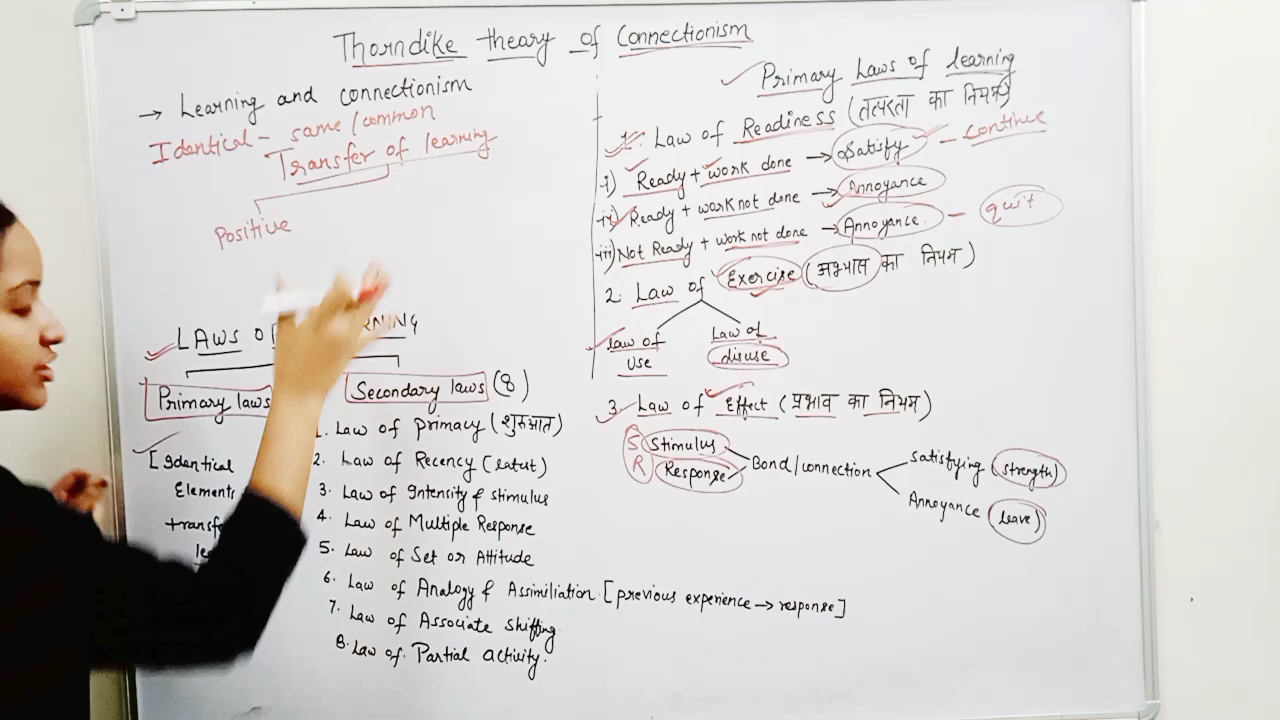 Thorndike theory of Connectionism
→ Learning and connectionism
Identical - same / common
Transfer of learning
Positive
LAWS OF
Primary laws
Secondary laws (8)
[Identical
Elements
1. Law of primacy (शुरुआत)
2. Law of Recency (latut)
3. Law of Intensity & stimulus
4. Law of Multiple Response
5. Law of Set or Attitude
6. Law of Analogy & Assimiliation [previous experience → response]
7. Law of Associate shifting
8. Law of Partial activity.
Primary Laws of learning
1. Law of Readiness (तत्परता का नियम)
i) Ready + work done → Satisfy - continue
ii) Ready + work not done → Annoyance
iii) Not Ready + work not done → Annoyance. - quit
2. Law of Exercise (अभ्यास का नियम)
law of Use
Law of disuse
3. Law of Effect (प्रभाव का नियम)
S Stimulus
R Response
Bond/connection
Satisfying (strength)
Annoyance (leave)